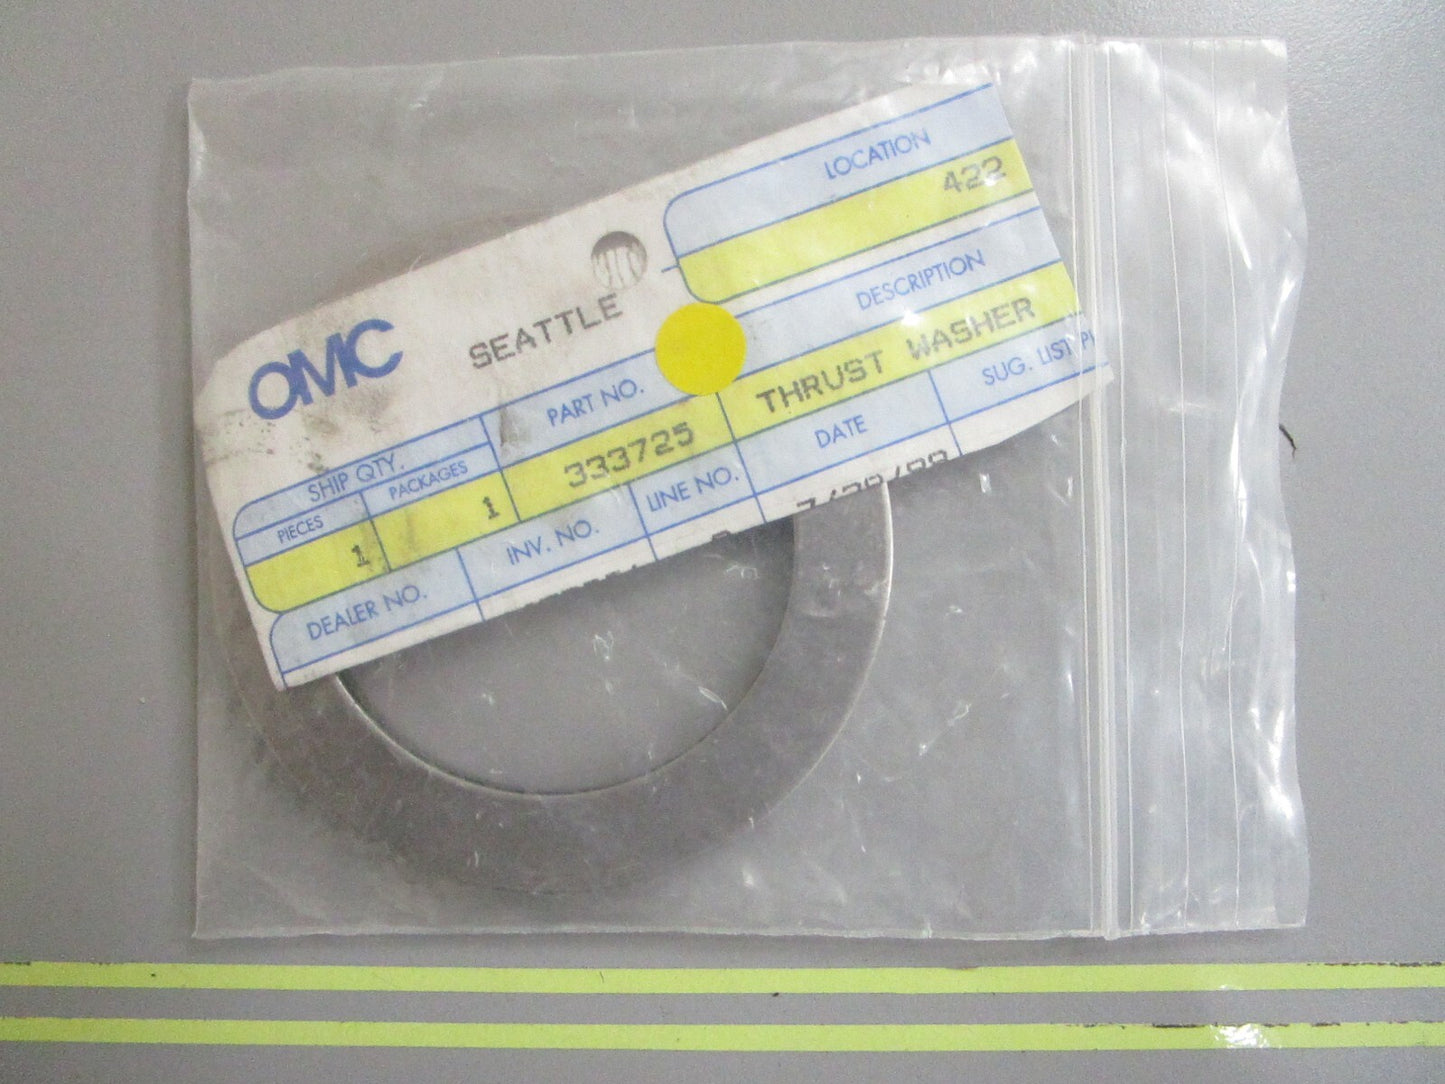 LOCATION
422
OMC
SEATTLE
DESCRIPTION
THRUST WASHER
PART NO.
333725
SHIP QTY.
PIECES
PACKAGES
1
1
SUG. LIST
DATE
LINE NO.
INV. NO.
DEALER NO.